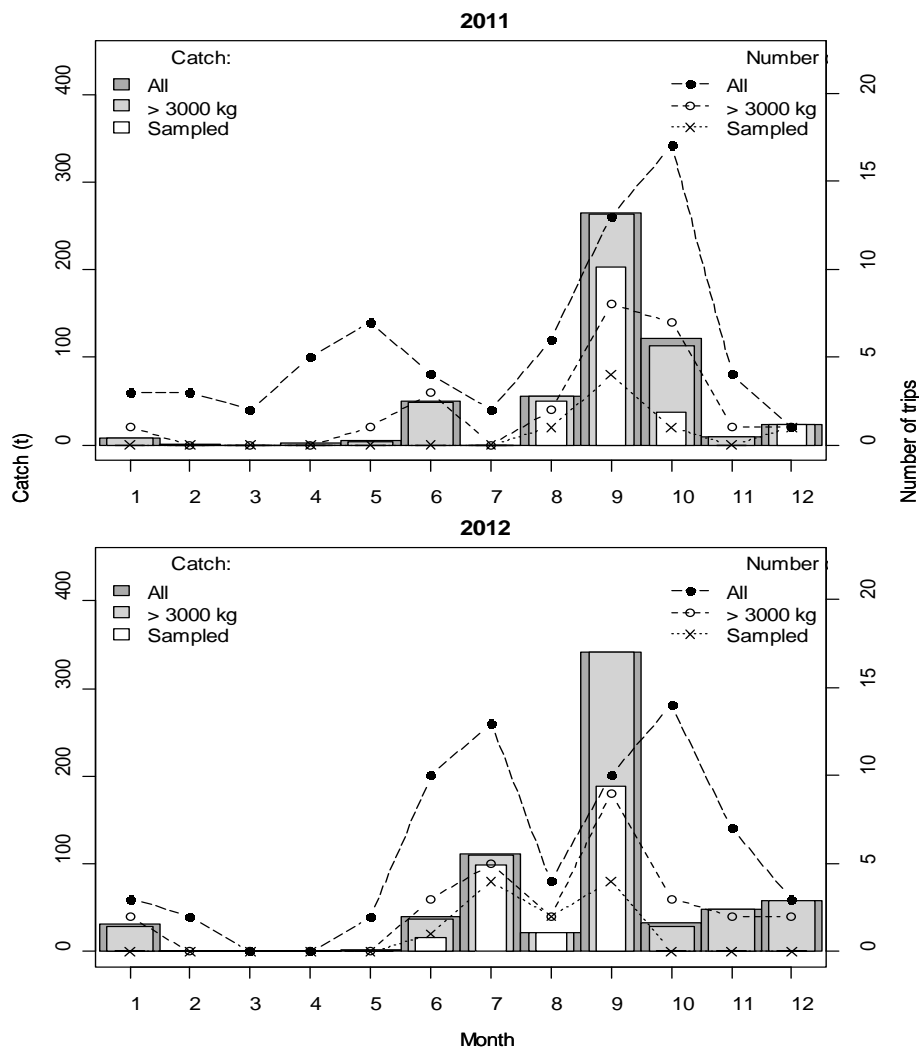 2011
Catch:
All
> 3000 kg
Sampled
Number :
All
> 3000 kg
Sampled
400
300
200
100
0
20
15
10
5
0
1 2 3 4 5 6 7 8 9 10 11 12
Catch (t)
Number of trips
2012
Catch:
All
> 3000 kg
Sampled
Number :
All
> 3000 kg
Sampled
400
300
200
100
0
20
15
10
5
0
1 2 3 4 5 6 7 8 9 10 11 12
Month